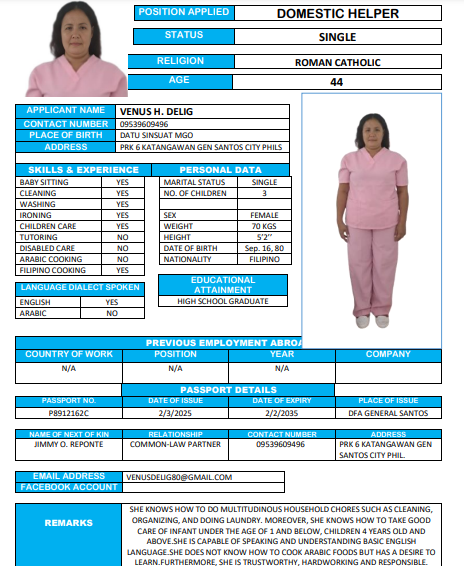 POSITION APPLIED DOMESTIC HELPER
STATUS SINGLE
RELIGION ROMAN CATHOLIC
AGE 44
APPLICANT NAME VENUS H. DELIG
CONTACT NUMBER 09539609496
PLACE OF BIRTH DATU SINSUAT MGO
ADDRESS PRK 6 KATANGAWAN GEN SANTOS CITY PHILS
SKILLS & EXPERIENCE PERSONAL DATA
BABY SITTING YES MARITAL STATUS SINGLE
CLEANING YES NO. OF CHILDREN 3
WASHING YES
IRONING YES SEX FEMALE
CHILDREN CARE YES WEIGHT 70 KGS
TUTORING NO HEIGHT 5'2''
DISABLED CARE NO DATE OF BIRTH Sep. 16, 80
ARABIC COOKING NO NATIONALITY FILIPINO
FILIPINO COOKING YES
EDUCATIONAL
ATTAINMENT
HIGH SCHOOL GRADUATE
LANGUAGE DIALECT SPOKEN
ENGLISH YES
ARABIC NO
PREVIOUS EMPLOYMENT ABROA
COUNTRY OF WORK POSITION YEAR COMPANY
N/A N/A N/A N/A
PASSPORT DETAILS
PASSPORT NO. DATE OF ISSUE DATE OF EXPIRY PLACE OF ISSUE
P8912162C 2/3/2025 2/2/2035 DFA GENERAL SANTOS
NAME OF NEXT OF KIN RELATIONSHIP CONTACT NUMBER ADDRESS
JIMMY O. REPONTE COMMON-LAW PARTNER 09539609496 PRK 6 KATANGAWAN GEN
SANTOS CITY PHIL.
EMAIL ADDRESS VENUSDELIG80@GMAIL.COM
FACEBOOK ACCOUNT
REMARKS
SHE KNOWS HOW TO DO MULTITUDINOUS HOUSEHOLD CHORES SUCH AS CLEANING,
ORGANIZING, AND DOING LAUNDRY. MOREOVER, SHE KNOWS HOW TO TAKE GOOD
CARE OF INFANT UNDER THE AGE OF 1 AND BELOW, CHILDREN 4 YEARS OLD AND
ABOVE.SHE IS CAPABLE OF SPEAKING AND UNDERSTANDING BASIC ENGLISH
LANGUAGE.SHE DOES NOT KNOW HOW TO COOK ARABIC FOODS BUT HAS A DESIRE TO
LEARN.FURTHERMORE, SHE IS TRUSTWORTHY, HARDWORKING AND RESPONSIBLE.